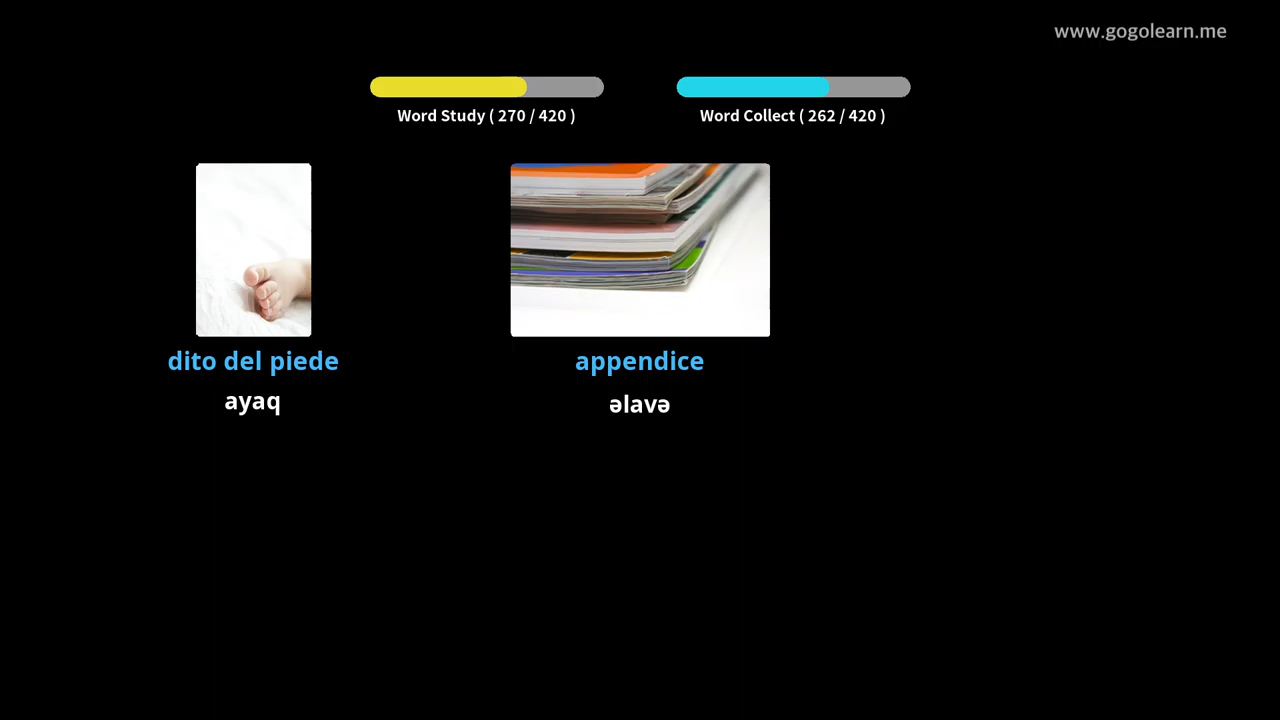 www.gogolearn.me
Word Study ( 270 / 420 )
Word Collect ( 262 / 420 )
dito del piede
ayaq
appendice
əlavə